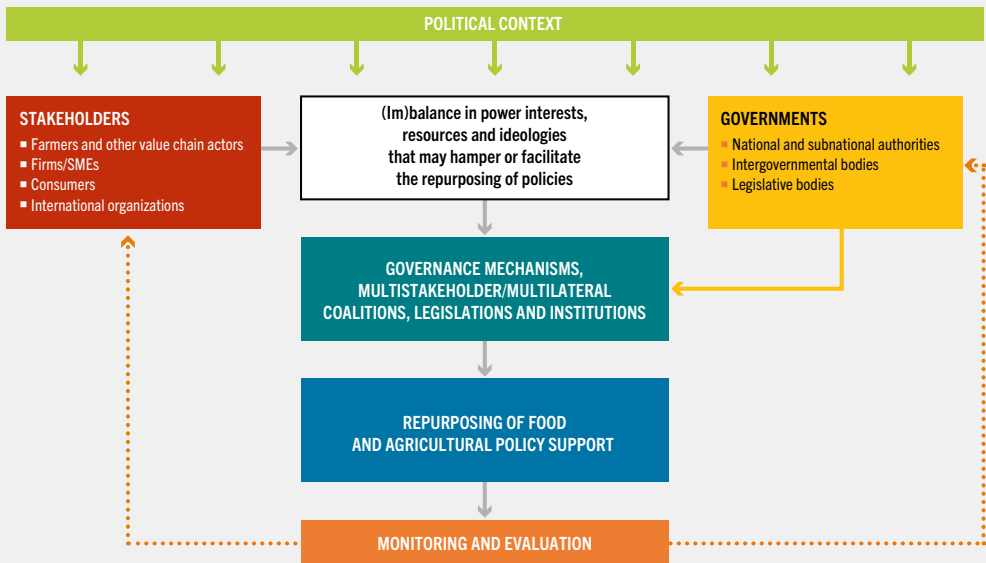 POLITICAL CONTEXT
STAKEHOLDERS
Farmers and other value chain actors
Firms/SMEs
Consumers
International organizations
(Im)balance in power interests,
resources and ideologies
that may hamper or facilitate
the repurposing of policies
GOVERNMENTS
National and subnational authorities
Intergovernmental bodies
Legislative bodies
GOVERNANCE MECHANISMS,
MULTISTAKEHOLDER/MULTILATERAL
COALITIONS, LEGISLATIONS AND INSTITUTIONS
REPURPOSING OF FOOD
AND AGRICULTURAL POLICY SUPPORT
MONITORING AND EVALUATION